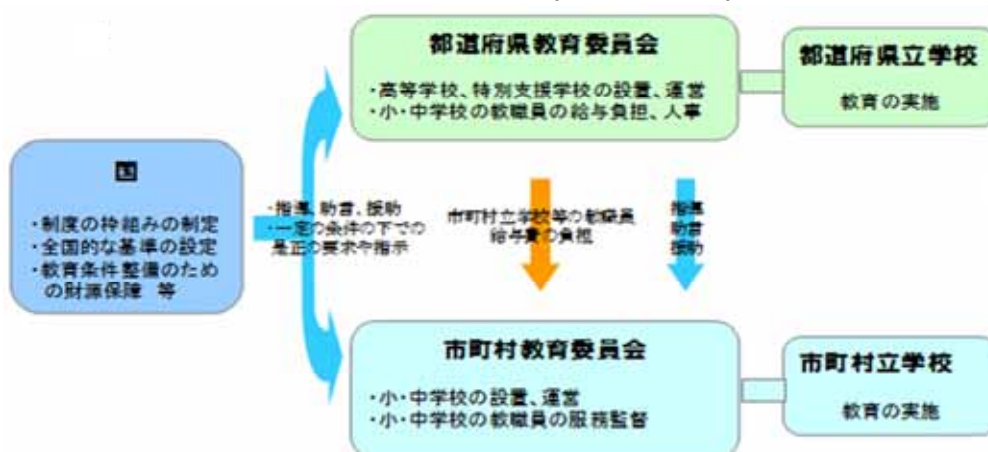 国
・制度の枠組みの制定
・全国的な基準の設定
・教育条件整備のため
の財源保障 等
・指導、助言、援助
・一定の条件の下での
是正の要求や指示
都道府県教育委員会
・高等学校、特別支援学校の設置、運営
・小・中学校の教職員の給与負担、人事
都道府県立学校
教育の実施
市町村立学校等の教職員
給与費の負担
指導
助言
援助
市町村教育委員会
・小・中学校の設置、運営
・小・中学校の教職員の服務監督
市町村立学校
教育の実施